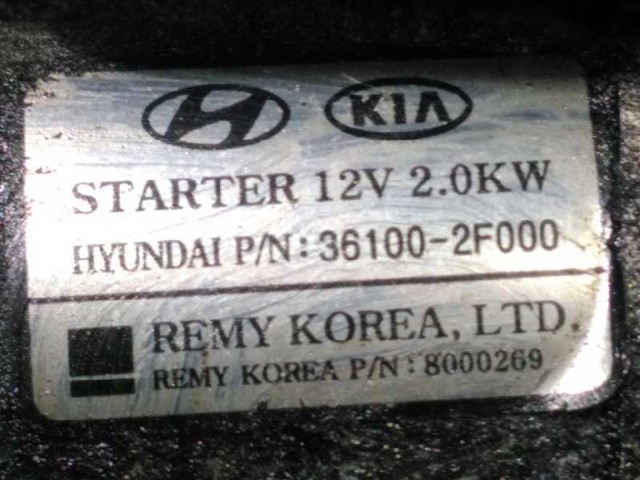 KIA
STARTER 12V 2.0KW
HYUNDAI P/N: 36100-2F000
REMY KOREA, LTD.
REMY KOREA P/N: 8000269